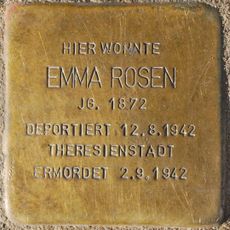 HIER WOHNTE
EMMA ROSEN
JG. 1872
DEPORTIERT 12.8.1942
THERESIENSTADT
ERMORDET 2.9.1942